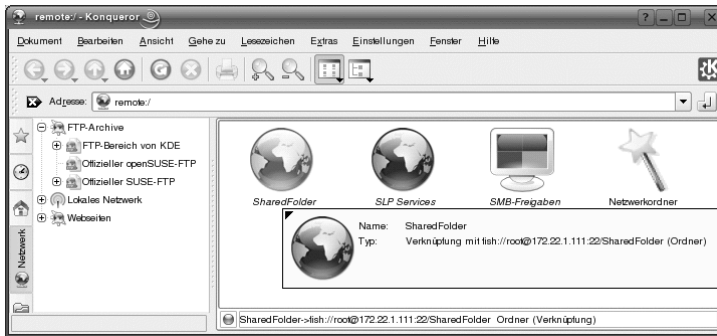 remote:/ - Konqueror
Dokument Bearbeiten Ansicht Gehe zu Lesezeichen Extras Einstellungen Fenster Hilfe
Adresse: remote:/
FTP-Archive
FTP-Bereich von KDE
Offizieller openSUSE-FTP
Offizieller SUSE-FTP
Lokales Netzwerk
Webseiten
Netzwerk
SharedFolder SLP Services SMB-Freigaben Netzwerkordner
Name: SharedFolder
Typ: Verknüpfung mit fish://root@172.22.1.111:22/SharedFolder (Ordner)
SharedFolder->fish://root@172.22.1.111:22/SharedFolder Ordner (Verknüpfung)